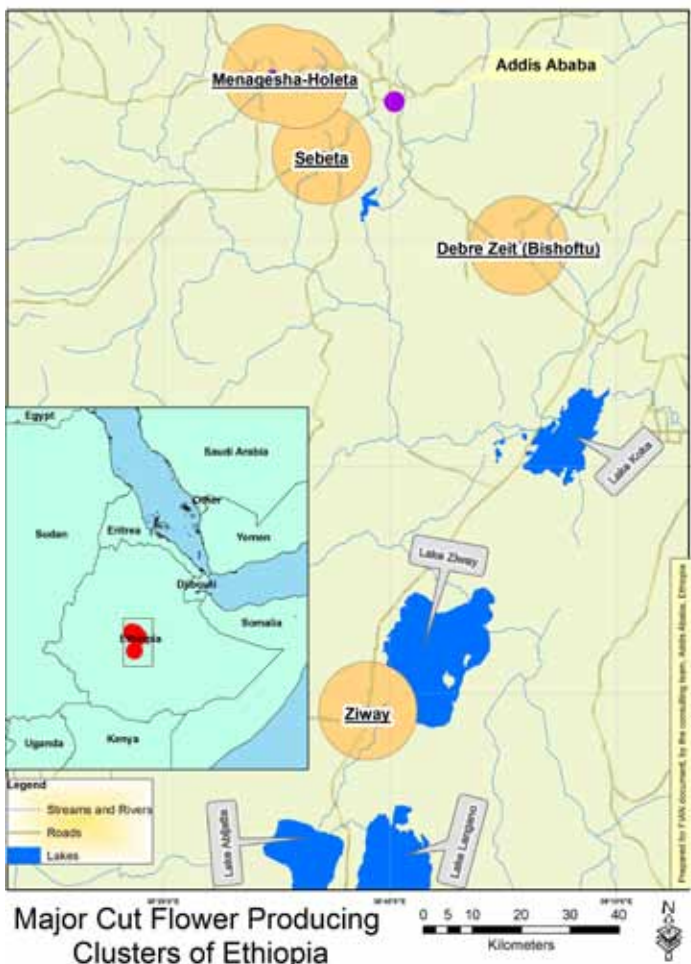 Menagesha-Holeta
Addis Ababa
Sebeta
Debre Zeit (Bishoftu)
Lake Koka
Egypt
Saudi Arabia
Other
Sudan
Eritrea
Yemen
Djibouti
Somalia
Ethiopia
Uganda
Kenya
Lake Ziway
Ziway
Lake Abijata
Lake Langano
Legend
Streams and Rivers
Roads
Lakes
Prepared for FIAN document, by the consulting team, Addis Ababa, Ethiopia
Major Cut Flower Producing
Clusters of Ethiopia
0 5 10 20 30 40
Kilometers
N